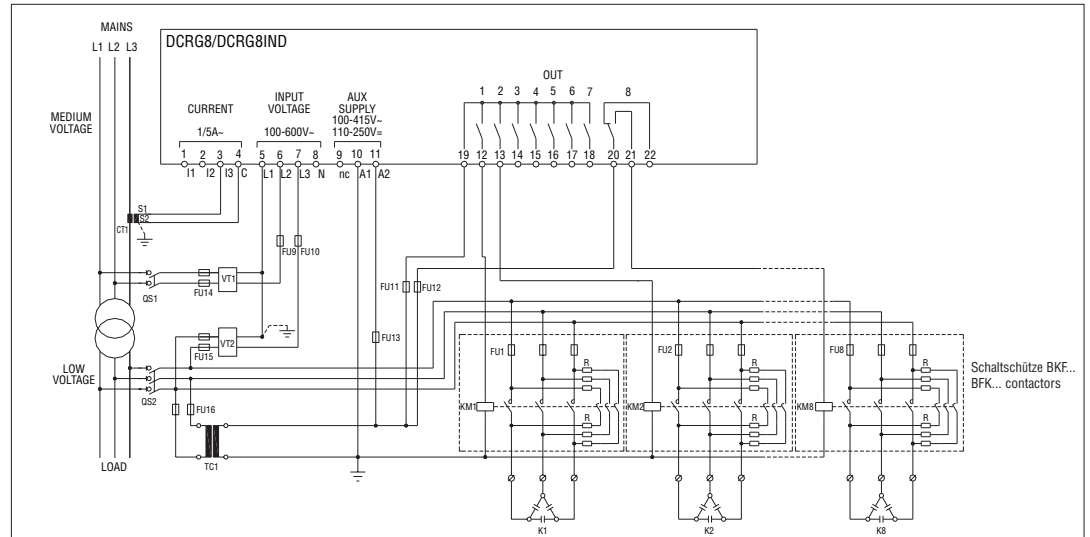 MAINS
L1 L2 L3
DCRG8/DCRG8IND
MEDIUM
VOLTAGE
CURRENT
1/5A~
INPUT
VOLTAGE
100-600V~
AUX
SUPPLY
100-415V~
110-250V=
OUT
1 2 3 4 5 6 7 8
1 2 3 4 5 6 7 8 9 10 11 19 12 13 14 15 16 17 18 20 21 22
I1 I2 I3 C L1 L2 L3 N nc A1 A2
S1
S2
CT1
FU9 FU10
VT1
FU14
QS1
FU11 FU12
VT2
FU15
FU13
LOW
VOLTAGE
QS2
FU16
TC1
LOAD
FU1 R
KM1
R
K1
FU2 R
KM2
R
K2
FU8 R
KM8
R
K8
Schaltschütze BKF...
BFK... contactors